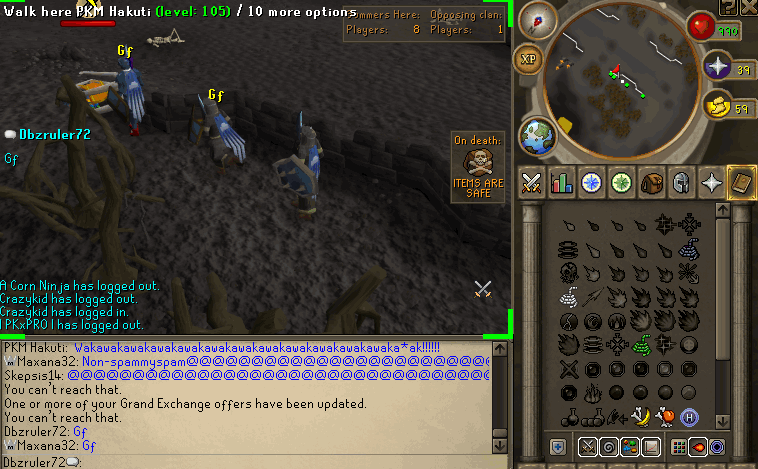 Walk here PKM Hakuti (level: 105) / 10 more options
ummers Here: Opposing clan:
Players: 8 Players: 1
990
XP
39
59
Gf
Gf
Dbzruler72
Gf
On death:
ITEMS ARE
SAFE
A Corn Ninja has logged out.
Crazykid has logged out.
Crazykid has logged in.
I PKxPRO I has logged out.
PKM Hakuti: Wakawakawakawakawakawakawakawakawakawakawakawaka*ak!!!!!!
Maxana32: Non-spammyspam@@@@@@@@@@@@@@@@@@@@@@@
Skepsis14: @@@@@@@@@@@@@@@@@@@@@@@@@@@@@@@@
You can't reach that.
One or more of your Grand Exchange offers have been updated.
You can't reach that.
Dbzruler72: Gf
Maxana32: Gf
Dbzruler72:
H